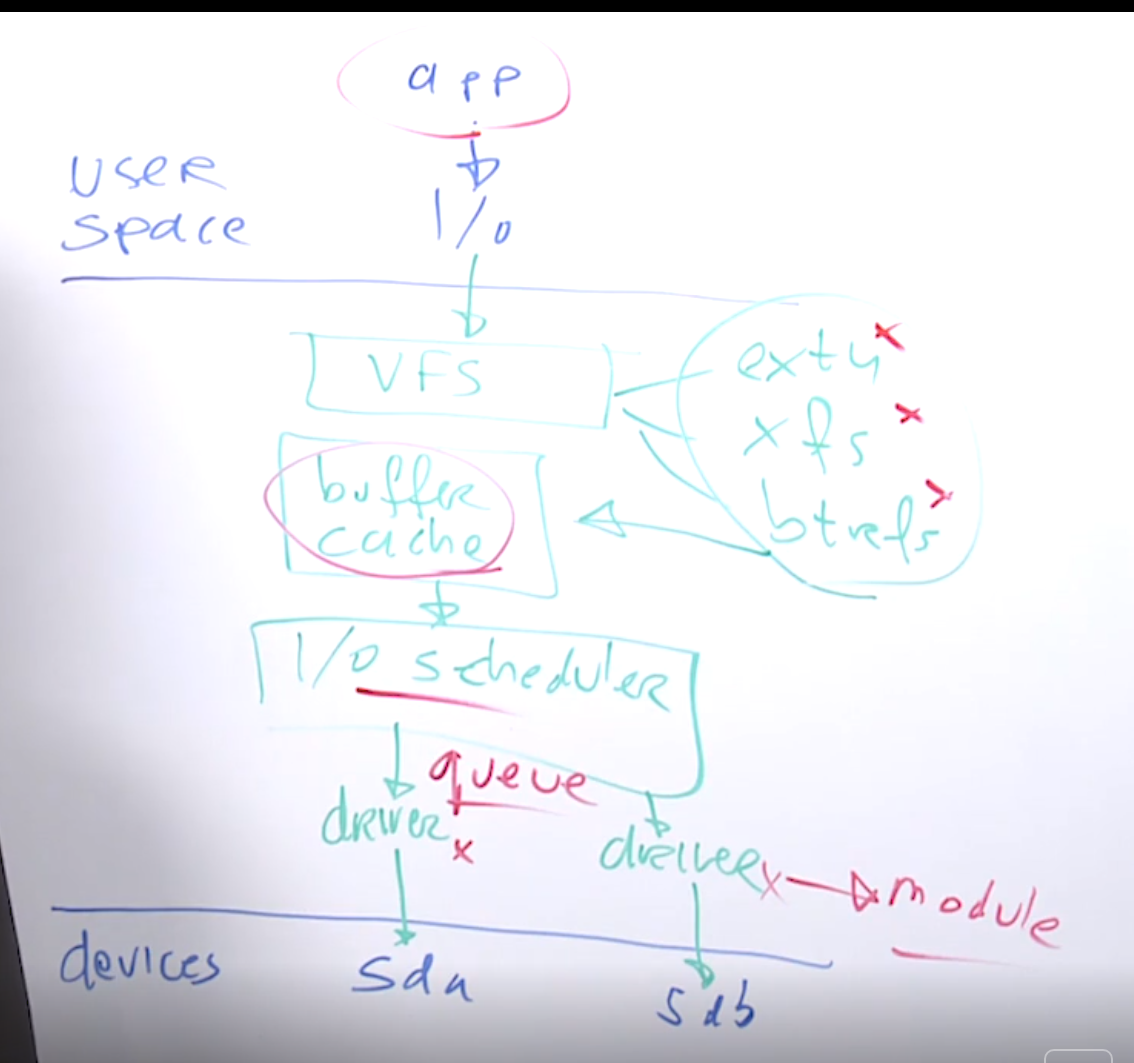 app
USER
space
I/O
VFS
ext4
xfs
btrfs
buffer
cache
I/O scheduler
queue
driver
driver
module
devices
sda
sdb